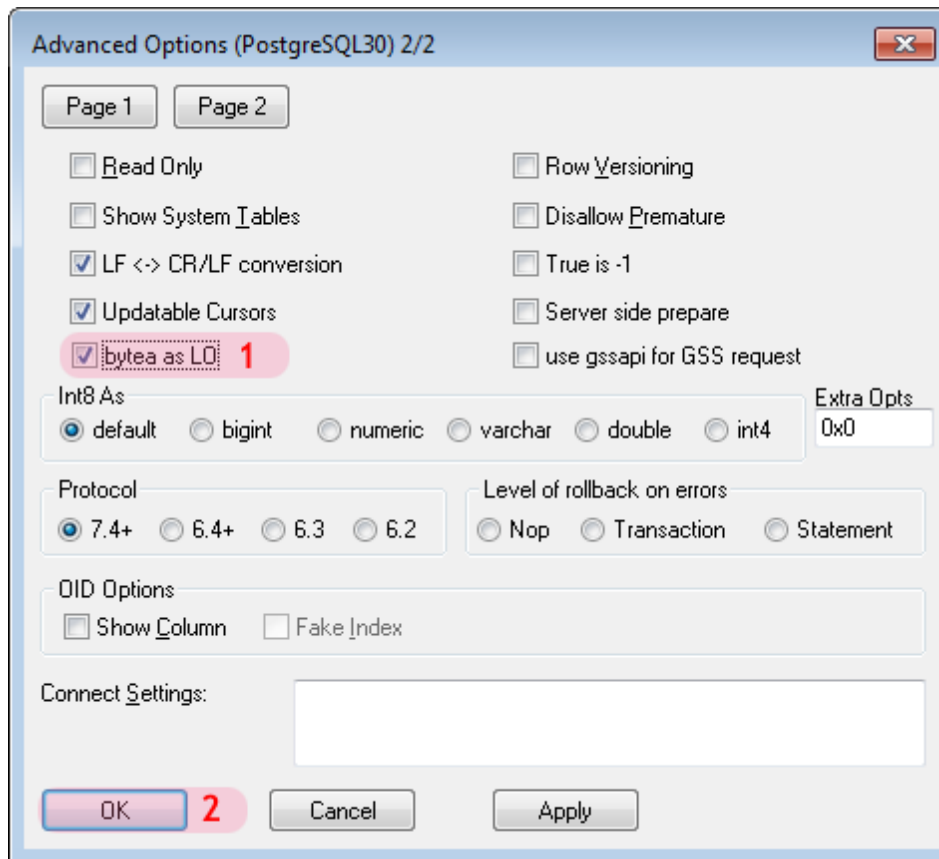 Advanced Options (PostgreSQL30) 2/2
Page 1 Page 2
Read Only Row Versioning
Show System Tables Disallow Premature
LF <-> CR/LF conversion True is -1
Updatable Cursors Server side prepare
bytea as LO 1 use gssapi for GSS request
Int8 As Extra Opts
default bigint numeric varchar double int4 0x0
Protocol Level of rollback on errors
7.4+ 6.4+ 6.3 6.2 Nop Transaction Statement
OID Options
Show Column Fake Index
Connect Settings:
OK 2 Cancel Apply